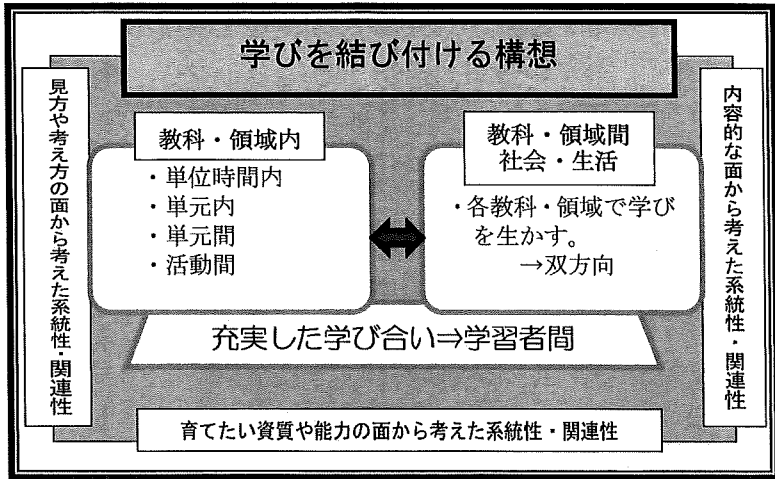 学びを結び付ける構想
見方や考え方の面から考えた系統性・関連性
教科・領域内
・単位時間内
・単元内
・単元間
・活動間
教科・領域間
社会・生活
・各教科・領域で学び
を生かす。
→双方向
内容的な面から考えた系統性・関連性
充実した学び合い⇒学習者間
育てたい資質や能力の面から考えた系統性・関連性